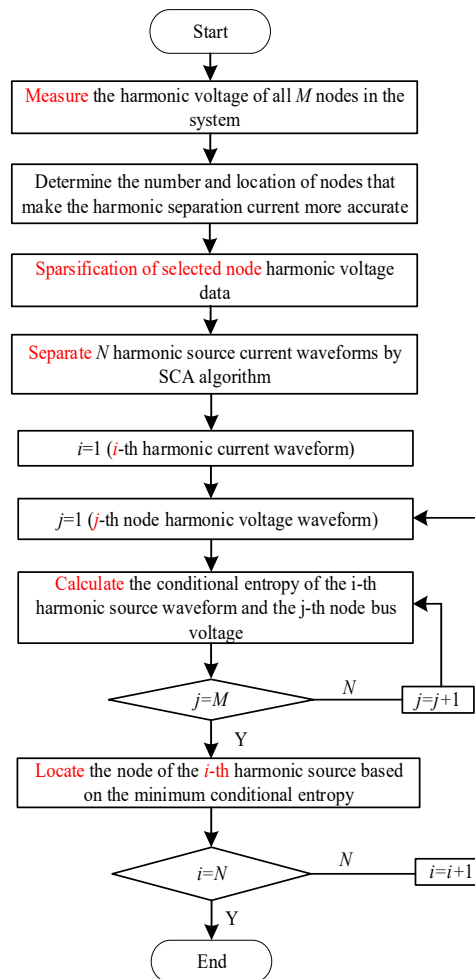 Start
Measure the harmonic voltage of all M nodes in the
system
Determine the number and location of nodes that
make the harmonic separation current more accurate
Sparsification of selected node harmonic voltage
data
Separate N harmonic source current waveforms by
SCA algorithm
i=1 (i-th harmonic current waveform)
j=1 (j-th node harmonic voltage waveform)
Calculate the conditional entropy of the i-th
harmonic source waveform and the j-th node bus
voltage
j=M
N
j=j+1
Y
Locate the node of the i-th harmonic source based
on the minimum conditional entropy
i=N
N
i=i+1
Y
End